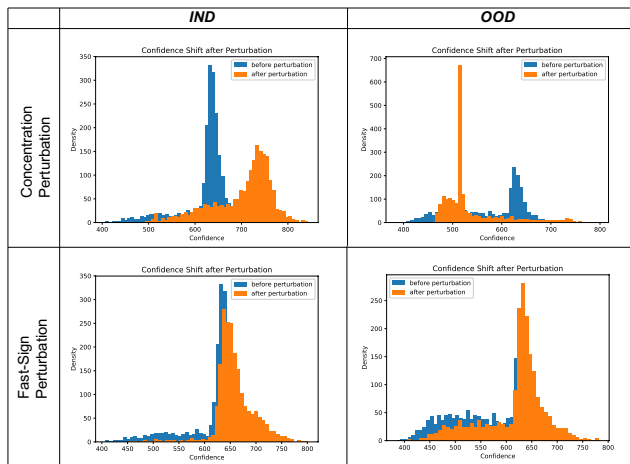 IND
OOD
Concentration
Perturbation
Confidence Shift after Perturbation
before perturbation
after perturbation
Density
350
300
250
200
150
100
50
0
400 500 600 700 800
Confidence
Confidence Shift after Perturbation
before perturbation
after perturbation
Density
700
600
500
400
300
200
100
0
400 500 600 700 800
Confidence
Fast-Sign
Perturbation
Confidence Shift after Perturbation
before perturbation
after perturbation
Density
350
300
250
200
150
100
50
0
400 450 500 550 600 650 700 750 800
Confidence
Confidence Shift after Perturbation
before perturbation
after perturbation
Density
250
200
150
100
50
0
400 450 500 550 600 650 700 750 800
Confidence